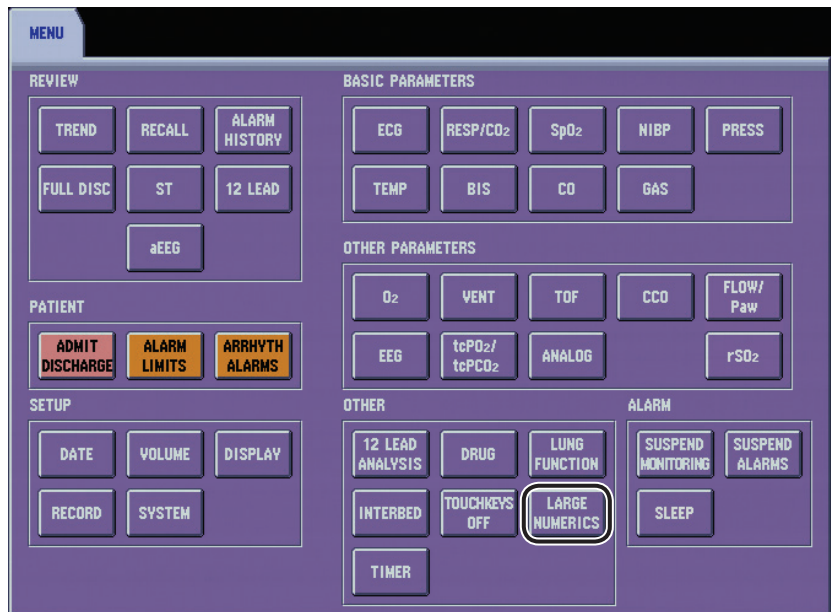 MENU
REVIEW
TREND
RECALL
ALARM
HISTORY
FULL DISC
ST
12 LEAD
aEEG
PATIENT
ADMIT
DISCHARGE
ALARM
LIMITS
ARRHYTH
ALARMS
SETUP
DATE
VOLUME
DISPLAY
RECORD
SYSTEM
BASIC PARAMETERS
ECG
RESP/CO₂
SpO₂
NIBP
PRESS
TEMP
BIS
CO
GAS
OTHER PARAMETERS
O₂
VENT
TOF
CCO
FLOW/
Paw
EEG
tcPO₂/
tcPCO₂
ANALOG
rSO₂
OTHER
12 LEAD
ANALYSIS
DRUG
LUNG
FUNCTION
INTERBED
TOUCHKEYS
OFF
LARGE
NUMERICS
TIMER
ALARM
SUSPEND
MONITORING
SUSPEND
ALARMS
SLEEP